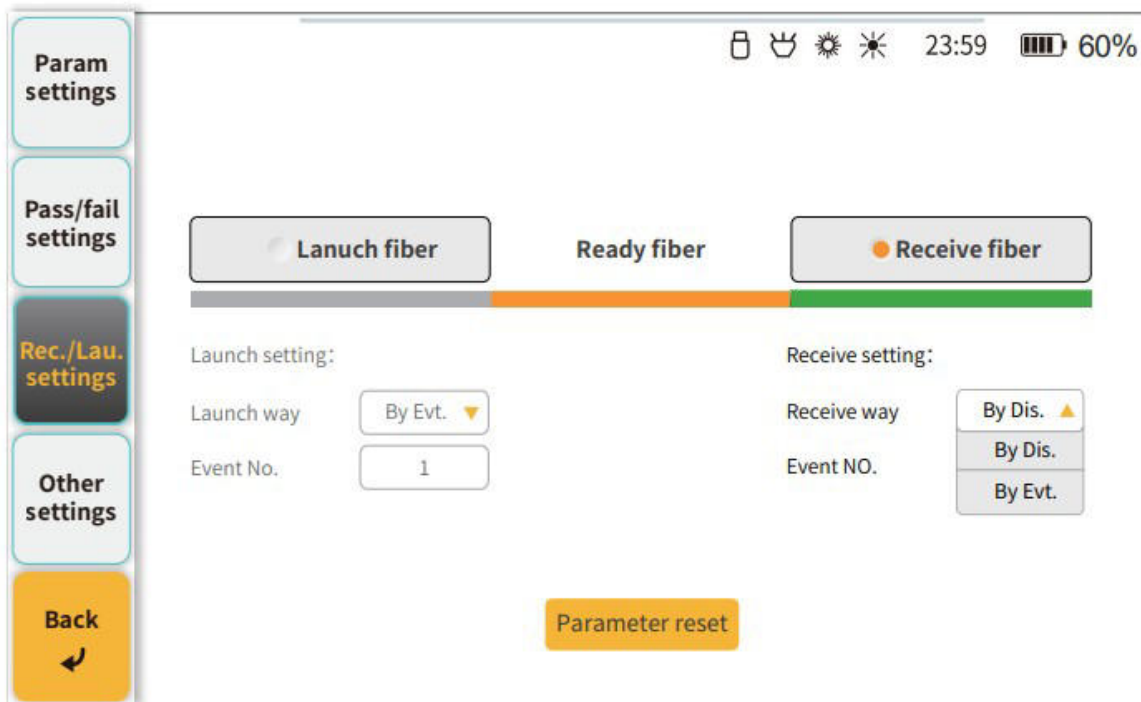 23:59
60%
Param
settings
Pass/fail
settings
Rec./Lau.
settings
Other
settings
Back
Lanuch fiber
Ready fiber
Receive fiber
Launch setting:
Launch way
By Evt.
Event No.
1
Receive setting:
Receive way
By Dis.
By Dis.
By Evt.
Event NO.
Parameter reset